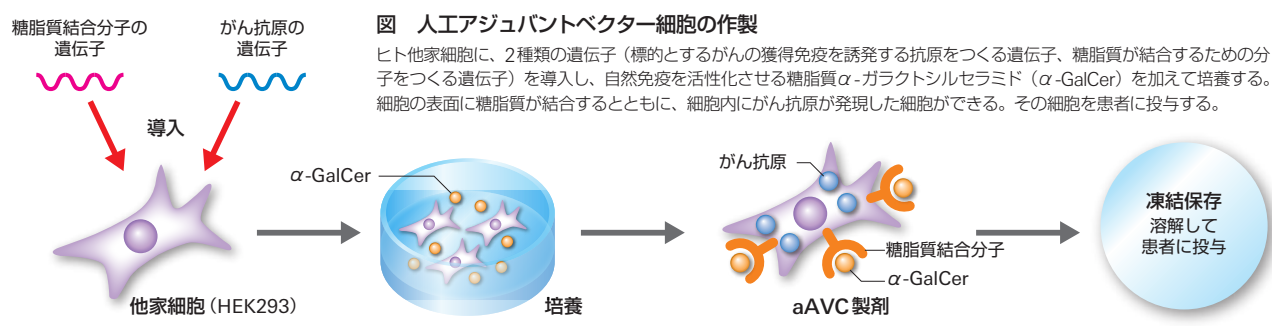 糖脂質結合分子の
遺伝子
がん抗原の
遺伝子
図　人工アジュバントベクター細胞の作製
ヒト他家細胞に、2種類の遺伝子（標的とするがんの獲得免疫を誘発する抗原をつくる遺伝子、糖脂質が結合するための分
子をつくる遺伝子）を導入し、自然免疫を活性化させる糖脂質α-ガラクトシルセラミド（α-GalCer）を加えて培養する。
細胞の表面に糖脂質が結合するとともに、細胞内にがん抗原が発現した細胞ができる。その細胞を患者に投与する。
導入
他家細胞（HEK293）
α-GalCer
培養
がん抗原
糖脂質結合分子
α-GalCer
aAVC製剤
凍結保存
溶解して
患者に投与